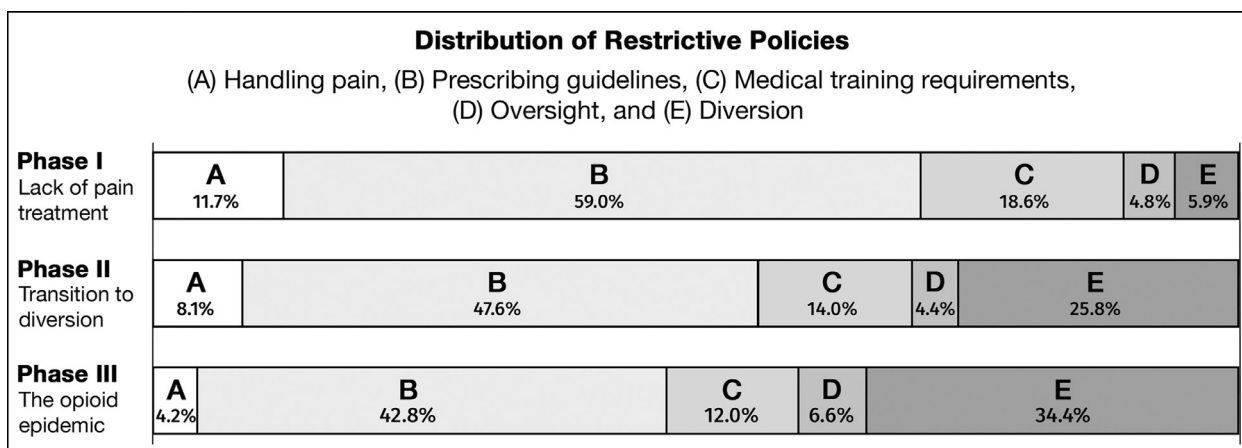 Distribution of Restrictive Policies
(A) Handling pain, (B) Prescribing guidelines, (C) Medical training requirements,
(D) Oversight, and (E) Diversion
Phase I
Lack of pain
treatment
A
11.7%
B
59.0%
C
18.6%
D
4.8%
E
5.9%
Phase II
Transition to
diversion
A
8.1%
B
47.6%
C
14.0%
D
4.4%
E
25.8%
Phase III
The opioid
epidemic
A
4.2%
B
42.8%
C
12.0%
D
6.6%
E
34.4%